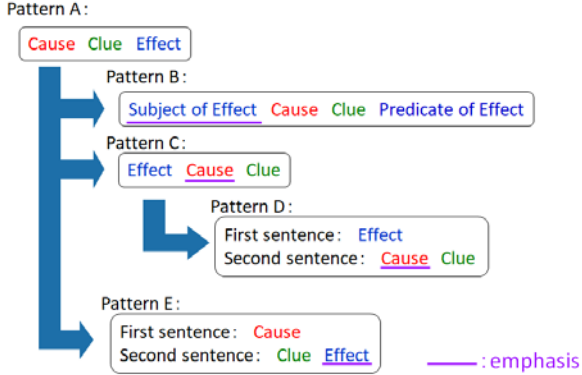 Pattern A:
Cause Clue Effect
Pattern B:
Subject of Effect Cause Clue Predicate of Effect
Pattern C:
Effect Cause Clue
Pattern D:
First sentence: Effect
Second sentence: Cause Clue
Pattern E:
First sentence: Cause
Second sentence: Clue Effect
: emphasis